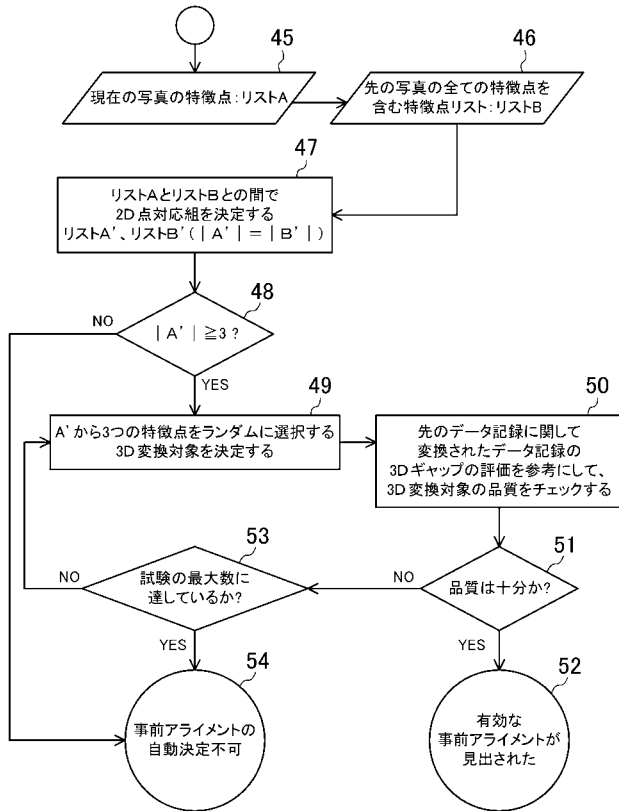 45
現在の写真の特徴点:リストA
46
先の写真の全ての特徴点を
含む特徴点リスト:リストB
47
リストAとリストBとの間で
2D点対応組を決定する
リストA'、リストB'(|A'|=|B'|)
48
|A'|≧3?
NO
YES
49
A'から3つの特徴点をランダムに選択する
3D変換対象を決定する
50
先のデータ記録に関して
変換されたデータ記録の
3Dギャップの評価を参考にして、
3D変換対象の品質をチェックする
51
品質は十分か?
NO
YES
53
試験の最大数に
達しているか?
NO
YES
54
事前アライメントの
自動決定不可
52
有効な
事前アライメントが
見出された